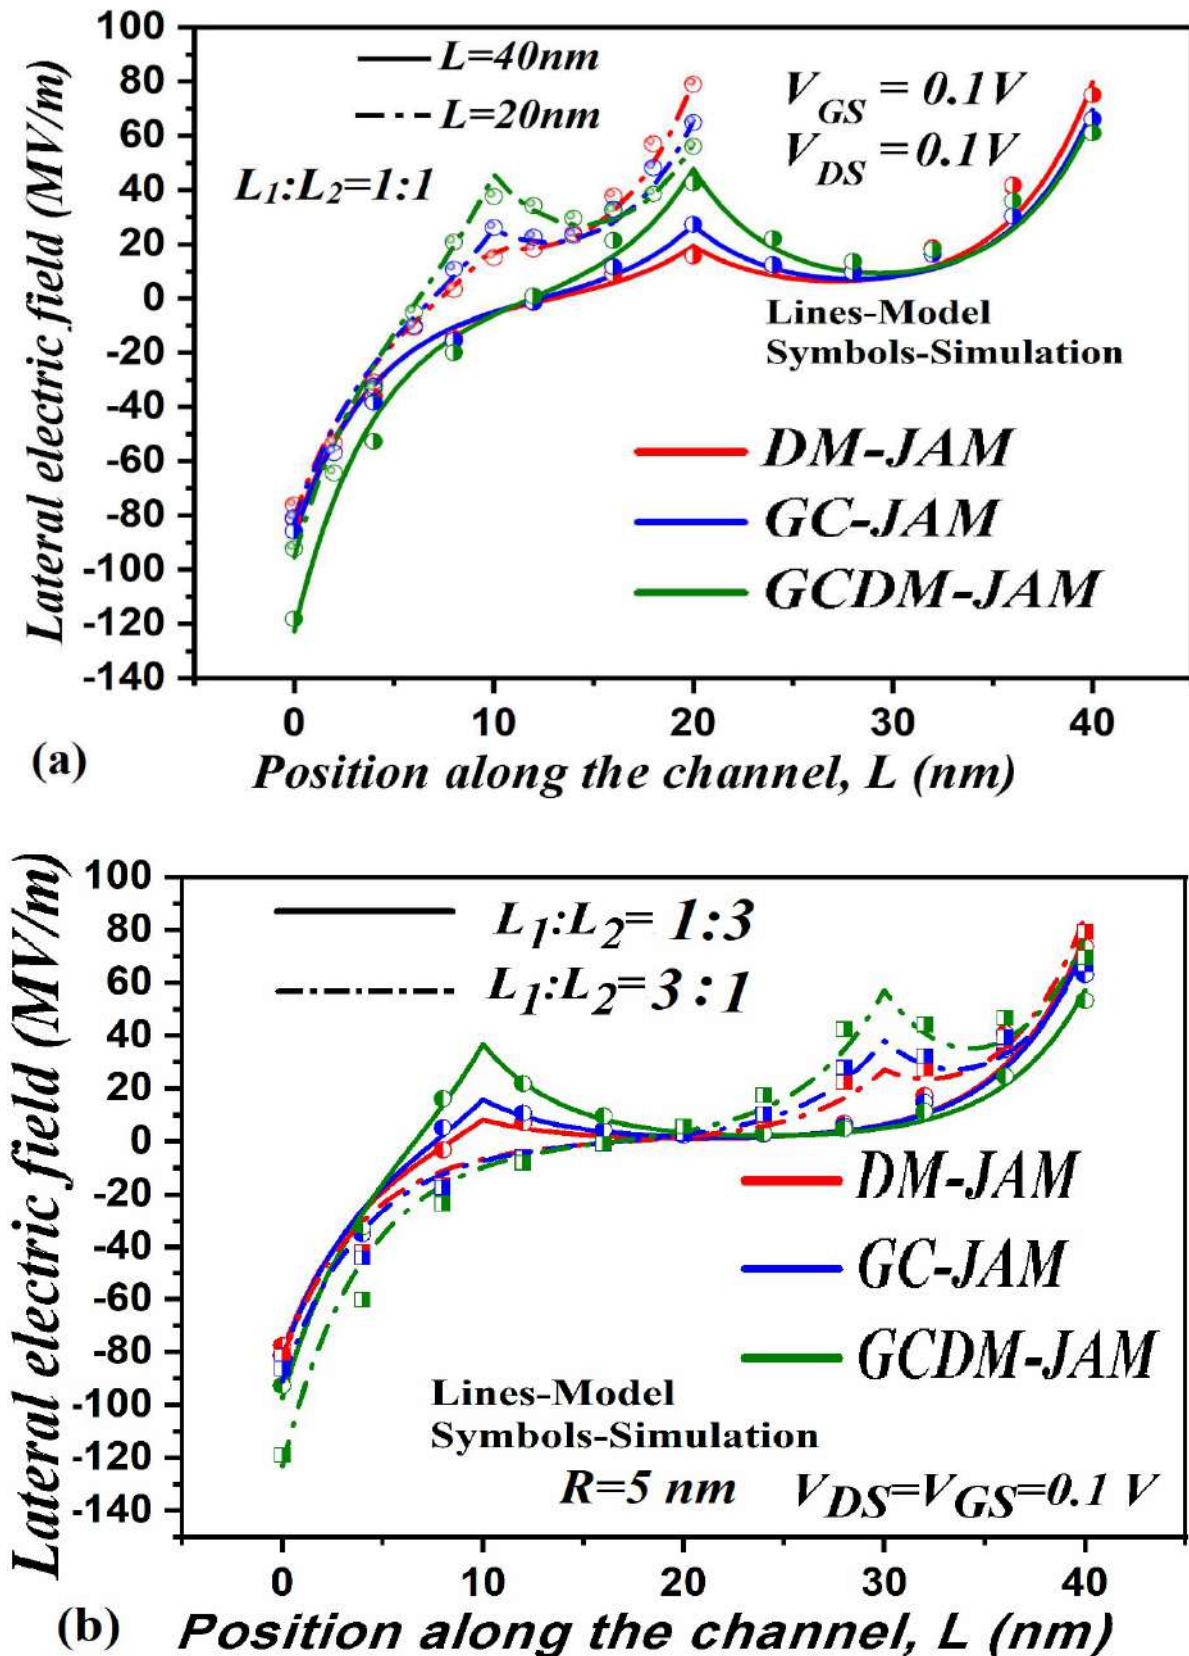 Lateral electric field (MV/m)
100
80
60
40
20
0
-20
-40
-60
-80
-100
-120
-140
L=40nm
L=20nm
L1:L2=1:1
VGS = 0.1V
VDS =0.1V
Lines-Model
Symbols-Simulation
DM-JAM
GC-JAM
GCDM-JAM
0 10 20 30 40
(a)
Position along the channel, L (nm)
Lateral electric field (MV/m)
100
80
60
40
20
0
-20
-40
-60
-80
-100
-120
-140
L1:L2= 1:3
L1:L2= 3:1
DM-JAM
GC-JAM
GCDM-JAM
Lines-Model
Symbols-Simulation
R=5 nm VDS=VGS=0.1 V
0 10 20 30 40
(b)
Position along the channel, L (nm)